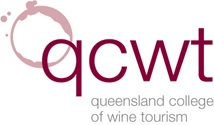 qcwt
queensland college
of wine tourism